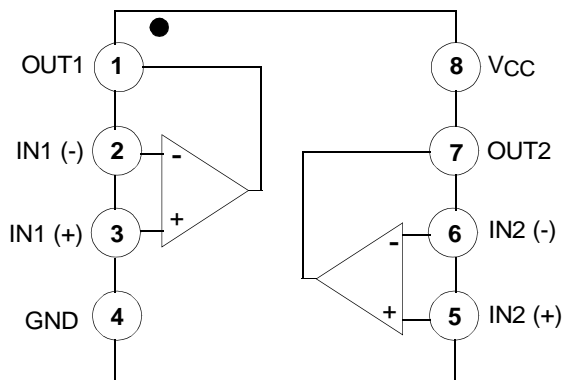 OUT1 1 8 VCC
IN1 (-) 2 - 7 OUT2
IN1 (+) 3 + - 6 IN2 (-)
GND 4 + 5 IN2 (+)